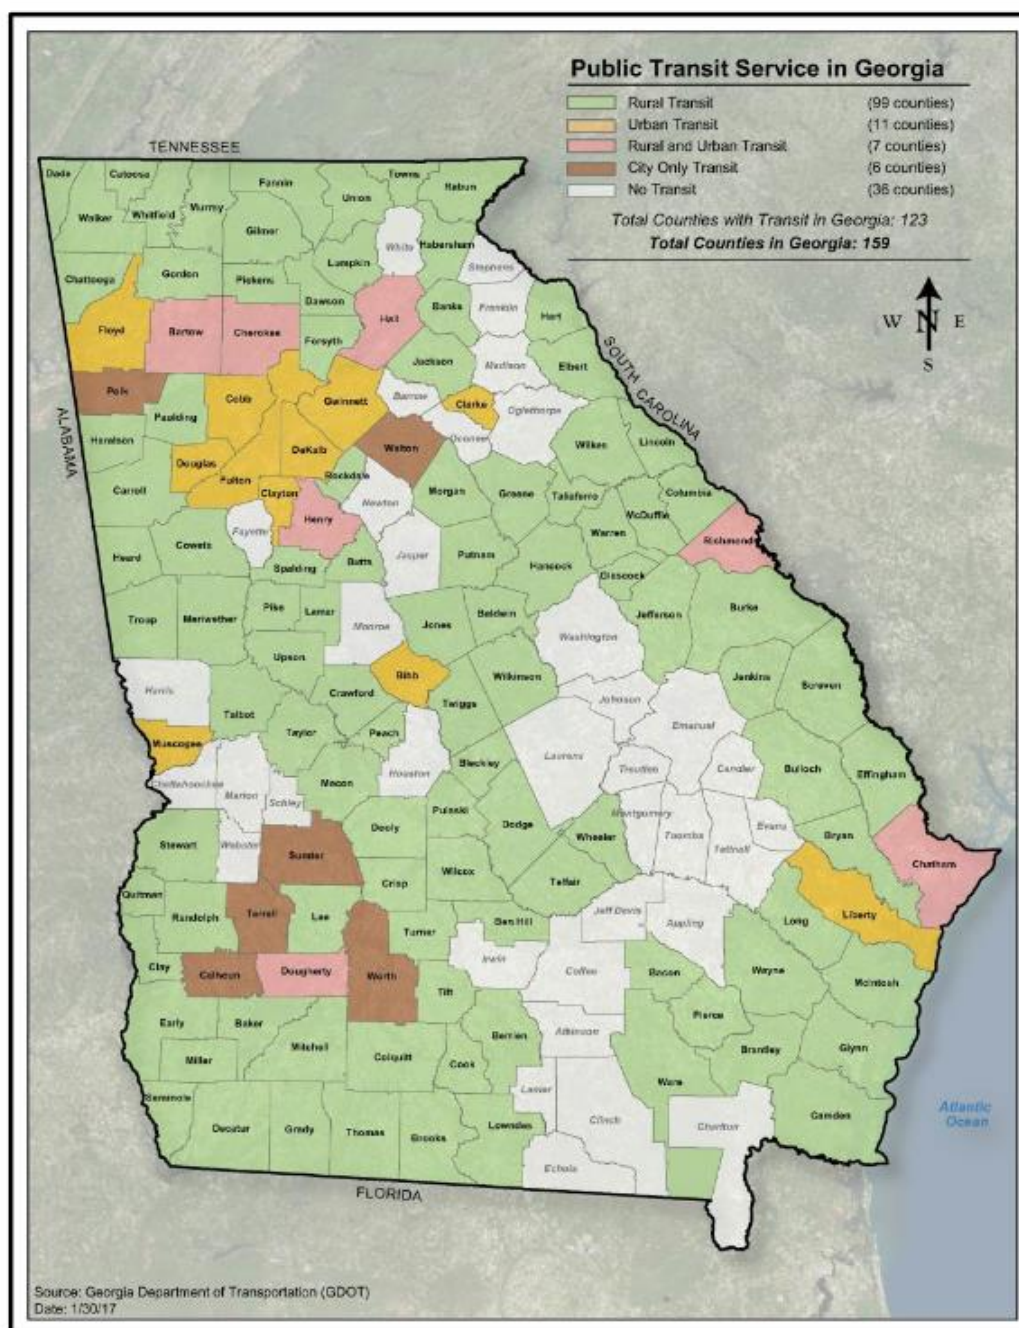 Public Transit Service in Georgia
Rural Transit (99 counties)
Urban Transit (11 counties)
Rural and Urban Transit (7 counties)
City Only Transit (6 counties)
No Transit (36 counties)
Total Counties with Transit in Georgia: 123
Total Counties in Georgia: 159
W N E
S
TENNESSEE
SOUTH CAROLINA
ALABAMA
FLORIDA
Atlantic
Ocean
Dade
Catoosa
Fannin
Towns
Rabun
Union
Walker
Whitfield
Murray
Gilmer
White
Habersham
Lumpkin
Stephens
Chattooga
Gordon
Pickens
Dawson
Banks
Franklin
Hart
Floyd
Bartow
Cherokee
Forsyth
Hall
Jackson
Madison
Elbert
Polk
Paulding
Cobb
Gwinnett
Barrow
Clarke
Oglethorpe
Haralson
Douglas
Fulton
DeKalb
Walton
Oconee
Wilkes
Lincoln
Carroll
Clayton
Rockdale
Newton
Morgan
Greene
Taliaferro
Columbia
McDuffie
Fayette
Henry
Warren
Richmond
Heard
Coweta
Spalding
Butts
Jasper
Putnam
Hancock
Glascock
Troup
Meriwether
Pike
Lamar
Monroe
Jones
Baldwin
Jefferson
Burke
Washington
Upson
Bibb
Wilkinson
Jenkins
Screven
Harris
Talbot
Crawford
Twiggs
Johnson
Emanuel
Muscogee
Taylor
Peach
Houston
Bleckley
Laurens
Treutlen
Candler
Bulloch
Effingham
Chattahoochee
Marion
Schley
Macon
Pulaski
Dodge
Montgomery
Toombs
Evans
Bryan
Chatham
Stewart
Webster
Sumter
Dooly
Wheeler
Tattnall
Quitman
Crisp
Wilcox
Telfair
Randolph
Terrell
Lee
Turner
Ben Hill
Jeff Davis
Appling
Long
Liberty
Clay
Calhoun
Dougherty
Worth
Irwin
Coffee
Bacon
Wayne
McIntosh
Tift
Early
Baker
Mitchell
Berrien
Atkinson
Pierce
Miller
Colquitt
Cook
Brantley
Glynn
Seminole
Lanier
Ware
Decatur
Grady
Thomas
Brooks
Lowndes
Clinch
Charlton
Camden
Echols
Source: Georgia Department of Transportation (GDOT)
Date: 1/30/17